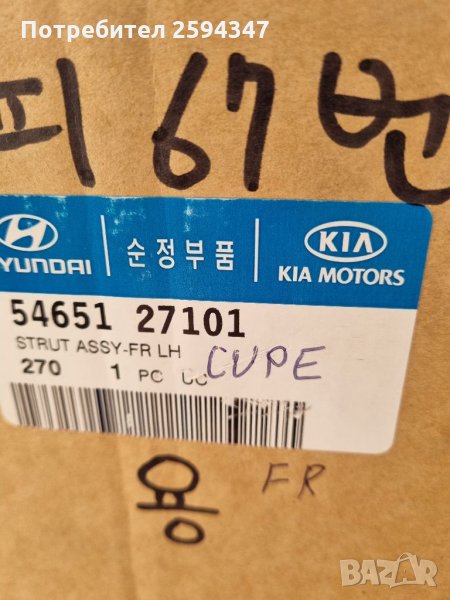 Потребител 2594347
피 67번
HYUNDAI 순정부품 KIA
KIA MOTORS
54651 27101
STRUT ASSY-FR LH
270 1 PC CUPE
용 FR
BAZAR